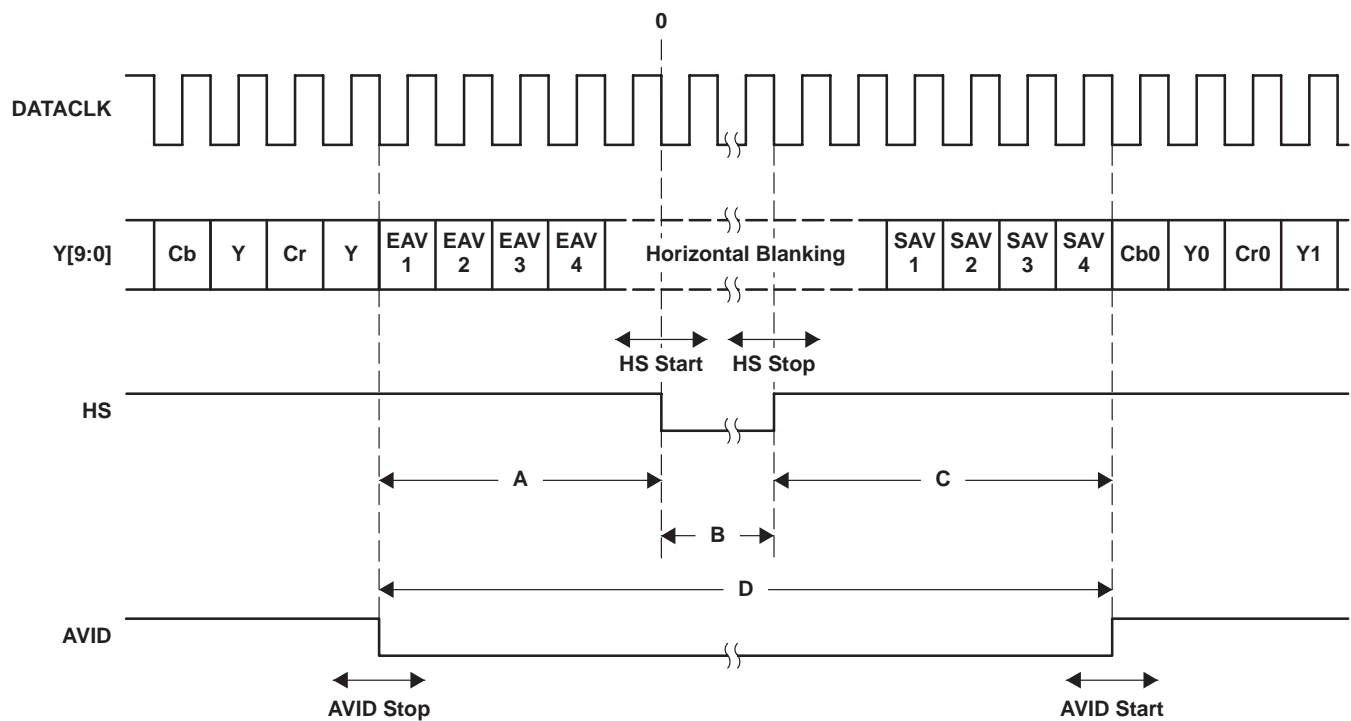 0
DATACLK
Y[9:0]
Cb
Y
Cr
Y
EAV
1
EAV
2
EAV
3
EAV
4
Horizontal Blanking
SAV
1
SAV
2
SAV
3
SAV
4
Cb0
Y0
Cr0
Y1
HS Start
HS Stop
HS
A
C
B
D
AVID
AVID Stop
AVID Start